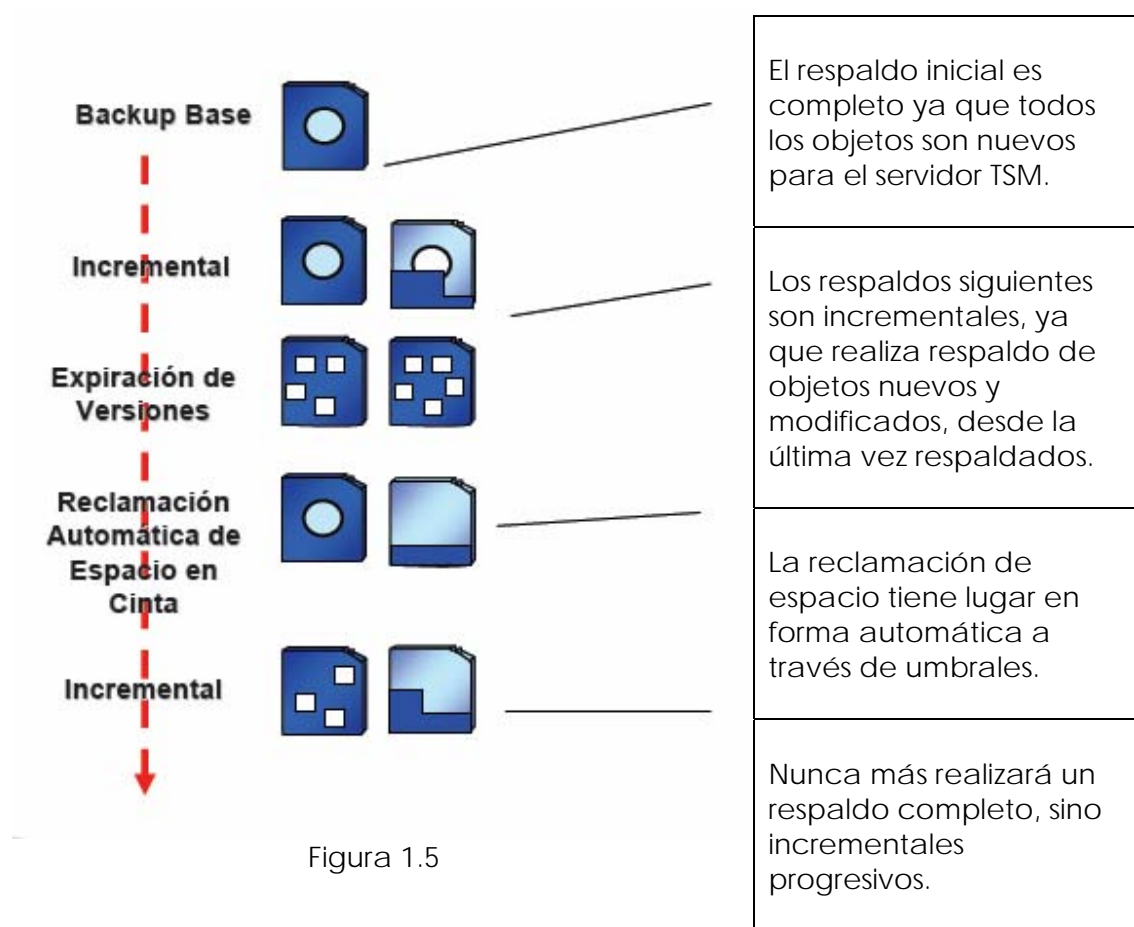 Backup Base
Incremental
Expiración de
Versiones
Reclamación
Automática de
Espacio en
Cinta
Incremental
Figura 1.5
El respaldo inicial es
completo ya que todos
los objetos son nuevos
para el servidor TSM.
Los respaldos siguientes
son incrementales, ya
que realiza respaldo de
objetos nuevos y
modificados, desde la
última vez respaldados.
La reclamación de
espacio tiene lugar en
forma automática a
través de umbrales.
Nunca más realizará un
respaldo completo, sino
incrementales
progresivos.